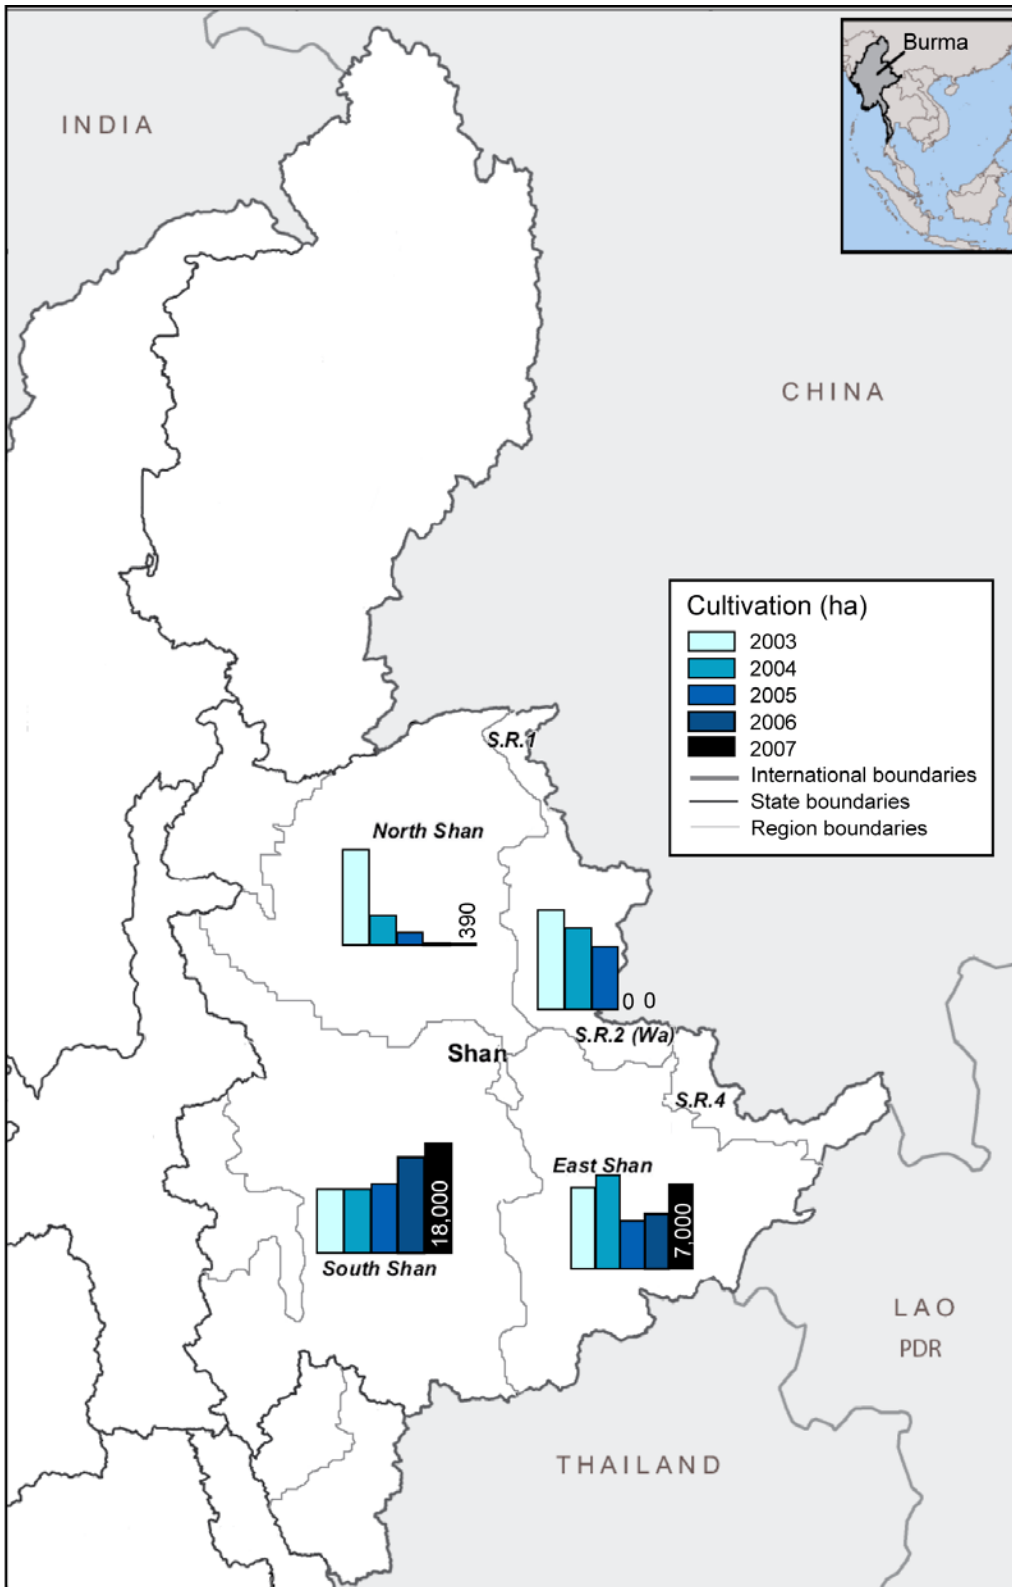 Burma
INDIA
CHINA
Cultivation (ha)
2003
2004
2005
2006
2007
International boundaries
State boundaries
Region boundaries
S.R.1
North Shan
390
0 0
S.R.2 (Wa)
Shan
S.R.4
East Shan
7,000
18,000
South Shan
LAO
PDR
THAILAND